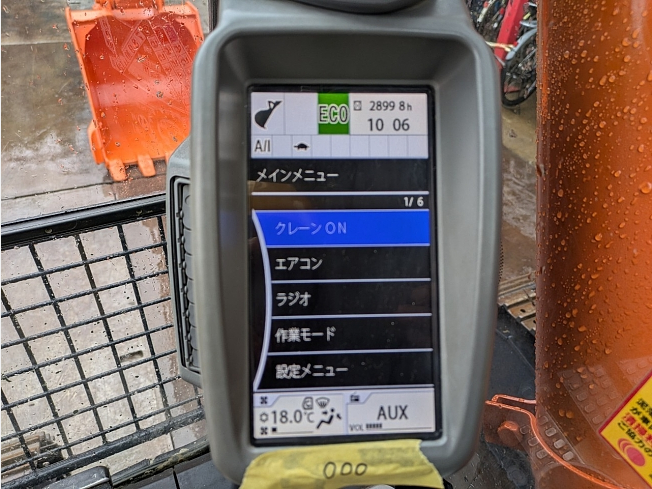 ECO
2899 8h
10 06
A/I
メインメニュー
1/6
クレーン ON
エアコン
ラジオ
作業モード
設定メニュー
18.0℃
AUX
VOL
000